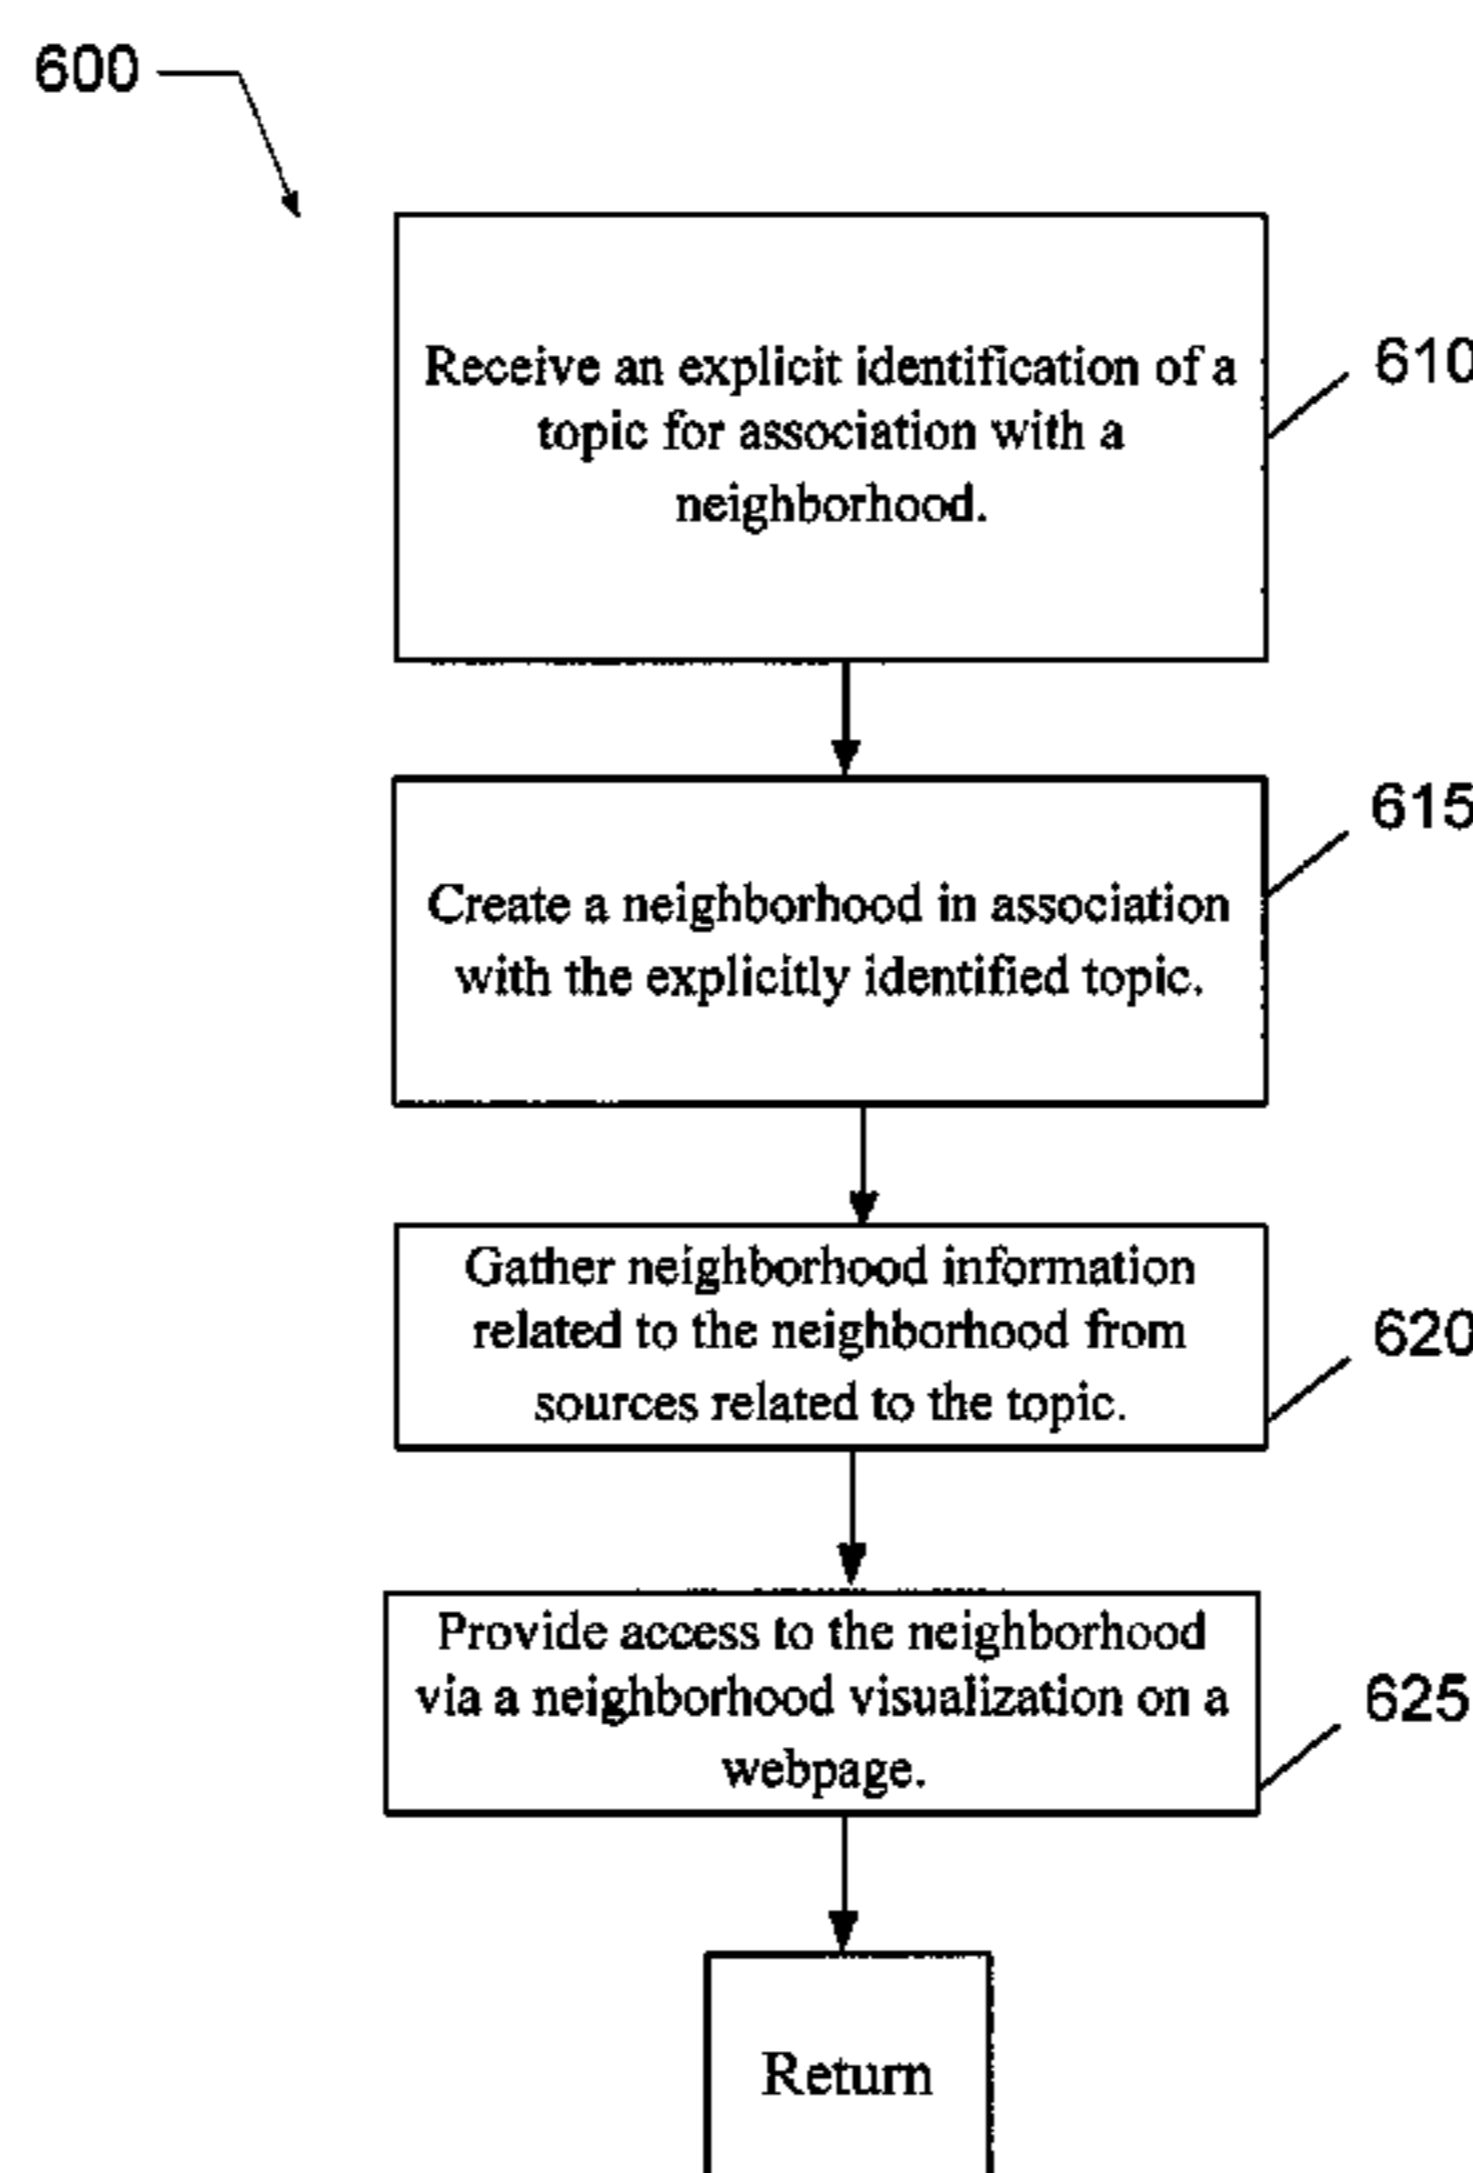 600
Receive an explicit identification of a
topic for association with a
neighborhood.
610
Create a neighborhood in association
with the explicitly identified topic.
615
Gather neighborhood information
related to the neighborhood from
sources related to the topic.
620
Provide access to the neighborhood
via a neighborhood visualization on a
webpage.
625
Return